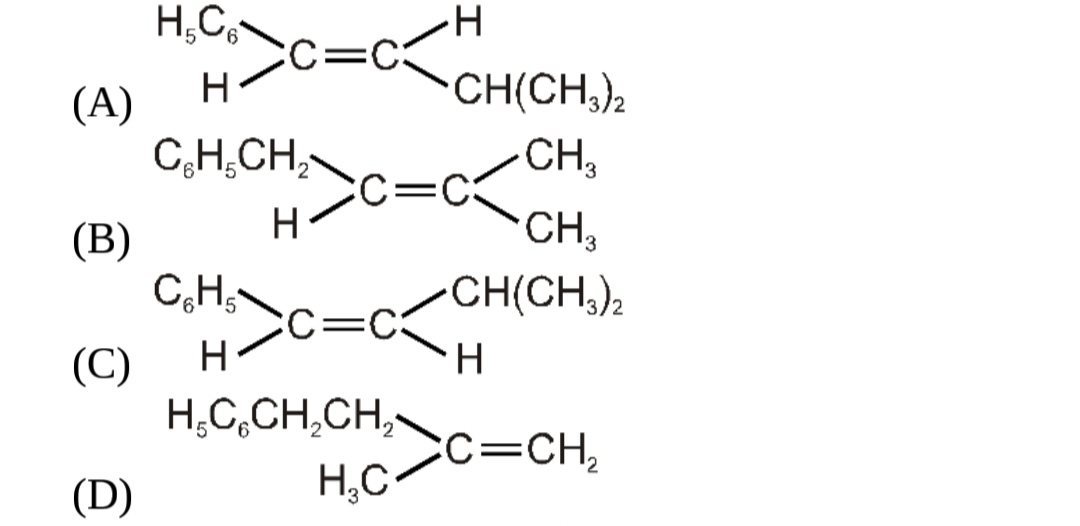 H₅C₆ H
C=C
H CH(CH₃)₂
(A)
C₆H₅CH₂ CH₃
C=C
H CH₃
(B)
C₆H₅ CH(CH₃)₂
C=C
H H
(C)
H₅C₆CH₂CH₂
C=CH₂
H₃C
(D)